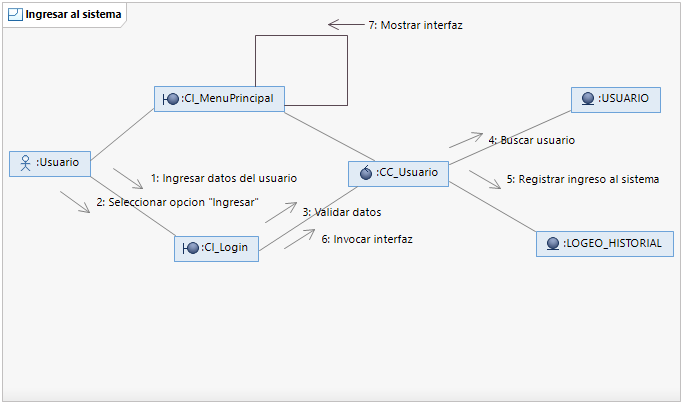 Ingresar al sistema
7: Mostrar interfaz
:CI_MenuPrincipal
:USUARIO
4: Buscar usuario
:Usuario
:CC_Usuario
1: Ingresar datos del usuario
5: Registrar ingreso al sistema
2: Seleccionar opcion "Ingresar"
3: Validar datos
:CI_Login
6: Invocar interfaz
:LOGEO_HISTORIAL